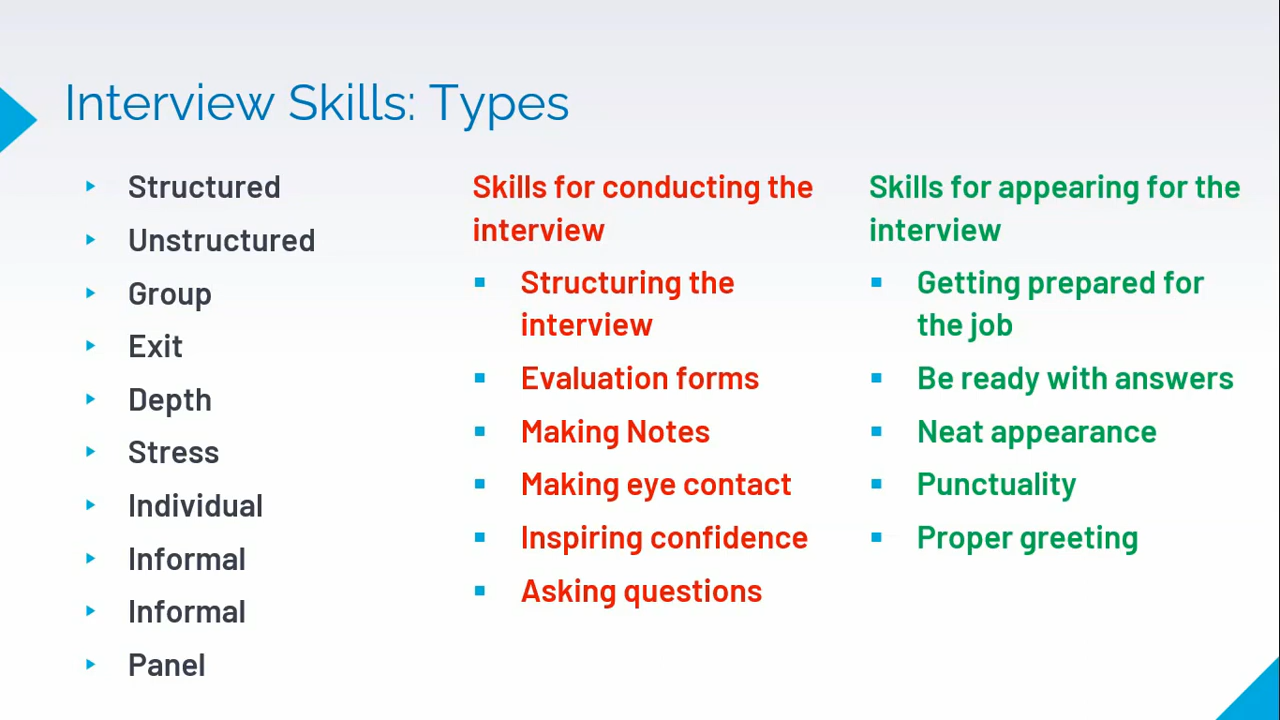 Interview Skills: Types
Structured
Unstructured
Group
Exit
Depth
Stress
Individual
Informal
Informal
Panel
Skills for conducting the
interview
Structuring the
interview
Evaluation forms
Making Notes
Making eye contact
Inspiring confidence
Asking questions
Skills for appearing for the
interview
Getting prepared for
the job
Be ready with answers
Neat appearance
Punctuality
Proper greeting